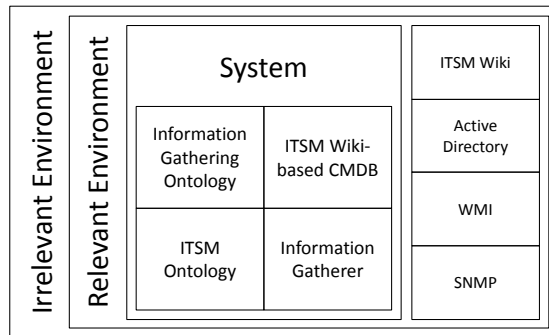 Irrelevant Environment
Relevant Environment
System
Information
Gathering
Ontology
ITSM Wiki-
based CMDB
ITSM
Ontology
Information
Gatherer
ITSM Wiki
Active
Directory
WMI
SNMP